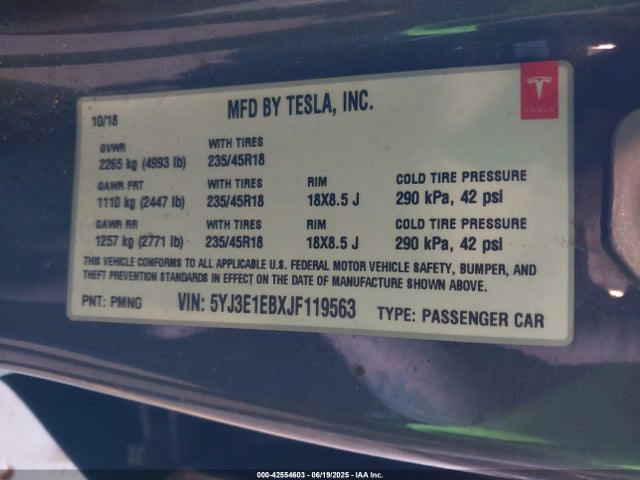 MFD BY TESLA, INC.
TESLA
10/18
GVWR WITH TIRES
2265 kg (4993 lb) 235/45R18
GAWR FRT WITH TIRES RIM COLD TIRE PRESSURE
1110 kg (2447 lb) 235/45R18 18X8.5 J 290 kPa, 42 psi
GAWR RR WITH TIRES RIM COLD TIRE PRESSURE
1257 kg (2771 lb) 235/45R18 18X8.5 J 290 kPa, 42 psi
THIS VEHICLE CONFORMS TO ALL APPLICABLE U.S. FEDERAL MOTOR VEHICLE SAFETY, BUMPER, AND
THEFT PREVENTION STANDARDS IN EFFECT ON THE DATE OF MANUFACTURE SHOWN ABOVE.
PNT: PMNG VIN: 5YJ3E1EBXJF119563 TYPE: PASSENGER CAR
000-42554603 - 06/19/2025 - IAA Inc.